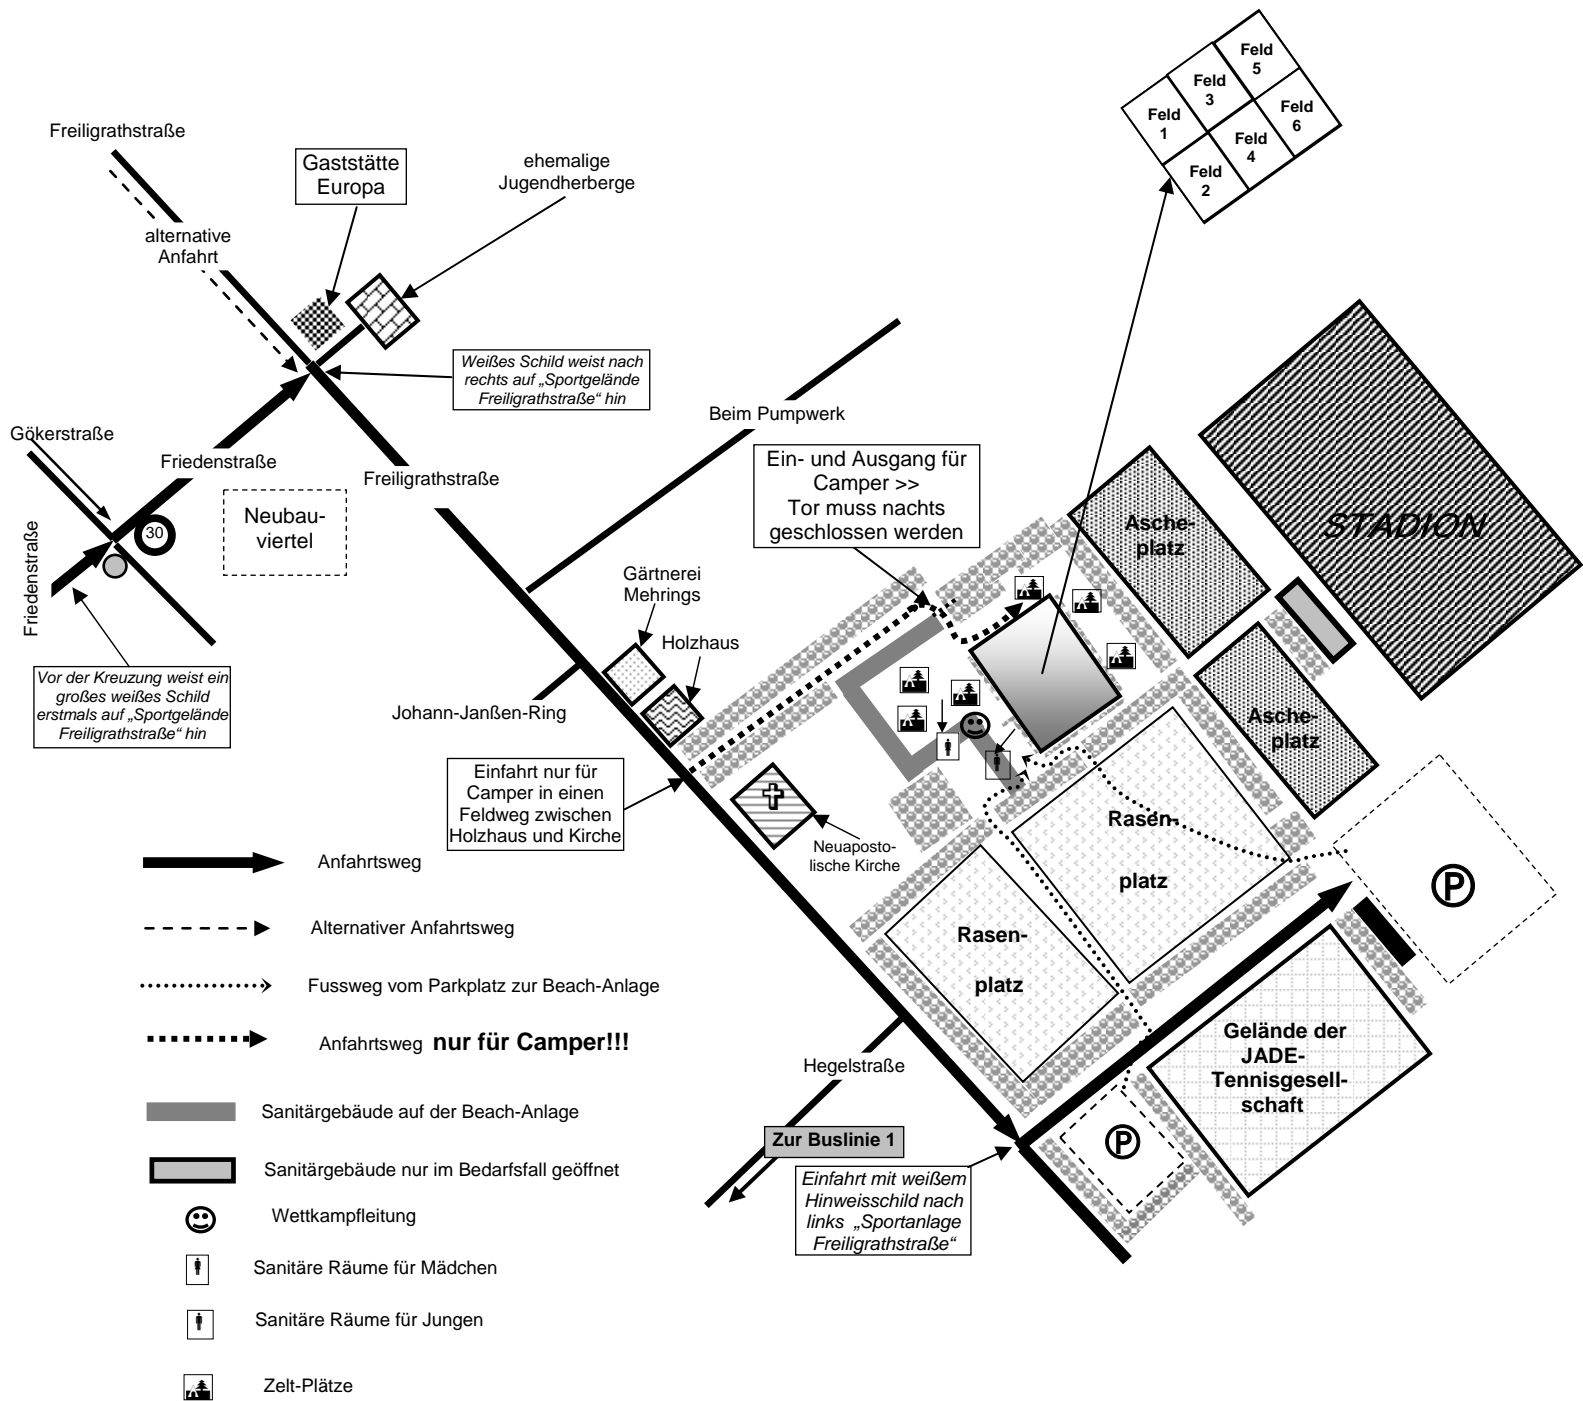 Feld
5
Feld
3
Feld
1
Feld
6
Feld
4
Feld
2
Freiligrathstraße
Gaststätte
Europa
ehemalige
Jugendherberge
alternative
Anfahrt
Weißes Schild weist nach
rechts auf „Sportgelände
Freiligrathstraße“ hin
Beim Pumpwerk
Gökerstraße
Friedenstraße
Freiligrathstraße
Ein- und Ausgang für
Camper >>
Tor muss nachts
geschlossen werden
Neubau-
viertel
30
Friedenstraße
Asche-
platz
STADION
Gärtnerei
Mehrings
Holzhaus
Vor der Kreuzung weist ein
großes weißes Schild
erstmals auf „Sportgelände
Freiligrathstraße“ hin
Johann-Janßen-Ring
Asche-
platz
Einfahrt nur für
Camper in einen
Feldweg zwischen
Holzhaus und Kirche
Neuaposto-
lische Kirche
Rasen-
platz
P
Rasen-
platz
Anfahrtsweg
Alternativer Anfahrtsweg
Fussweg vom Parkplatz zur Beach-Anlage
Anfahrtsweg nur für Camper!!!
Gelände der
JADE-
Tennisgesell-
schaft
Hegelstraße
Zur Buslinie 1
P
Einfahrt mit weißem
Hinweisschild nach
links „Sportanlage
Freiligrathstraße“
Sanitärgebäude auf der Beach-Anlage
Sanitärgebäude nur im Bedarfsfall geöffnet
Wettkampfleitung
Sanitäre Räume für Mädchen
Sanitäre Räume für Jungen
Zelt-Plätze